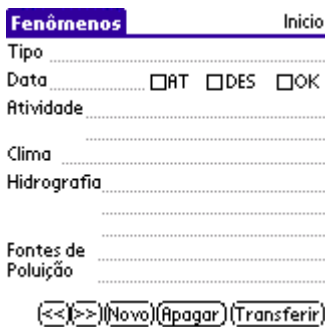 Fenômenos Inicio
Tipo
Data AT DES OK
Atividade
Clima
Hidrografia
Fontes de
Poluição
<< >> Novo Apagar Transferir